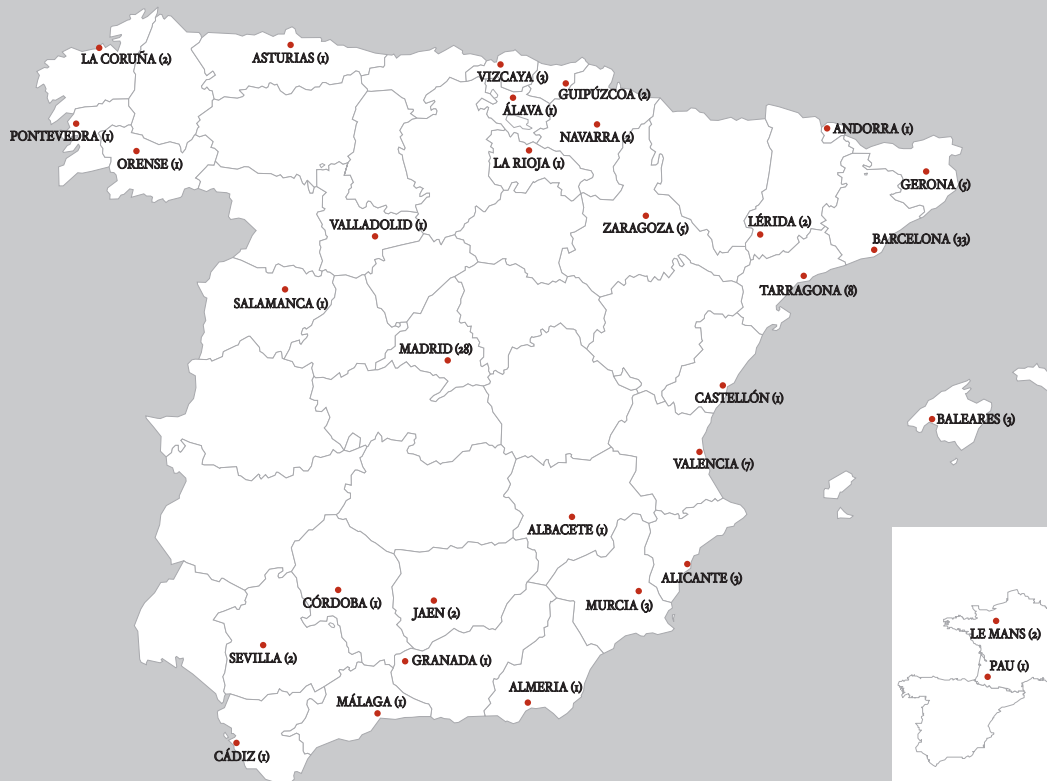 LA CORUÑA (2)
ASTURIAS (1)
VIZCAYA (3)
GUIPÚZCOA (2)
ÁLAVA (1)
PONTEVEDRA (1)
NAVARRA (2)
ANDORRA (1)
ORENSE (1)
LA RIOJA (1)
GERONA (5)
VALLADOLID (1)
ZARAGOZA (5)
LÉRIDA (2)
BARCELONA (33)
SALAMANCA (1)
TARRAGONA (8)
MADRID (28)
CASTELLÓN (1)
BALEARES (3)
VALENCIA (7)
ALBACETE (1)
ALICANTE (3)
CÓRDOBA (1)
JAEN (2)
MURCIA (3)
LE MANS (2)
SEVILLA (2)
GRANADA (1)
PAU (1)
ALMERIA (1)
MÁLAGA (1)
CÁDIZ (1)